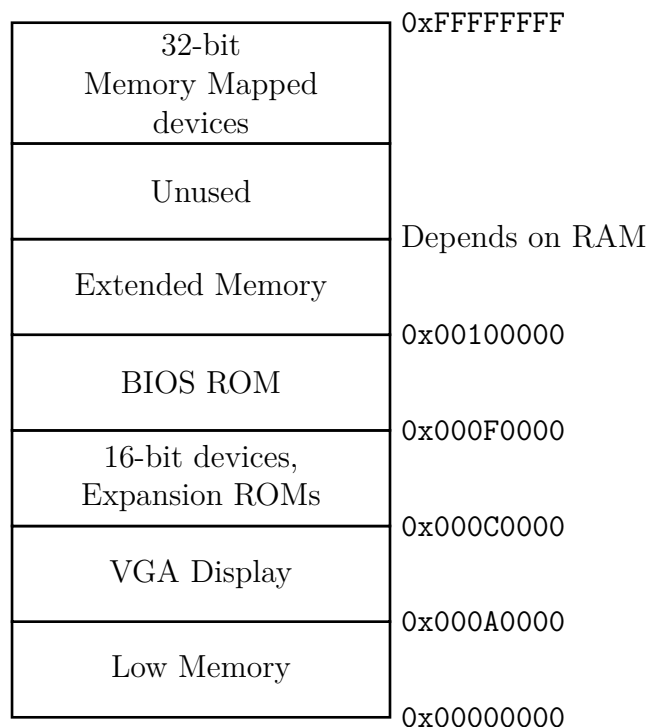 0xFFFFFFFF
32-bit
Memory Mapped
devices
Unused
Depends on RAM
Extended Memory
0x00100000
BIOS ROM
0x000F0000
16-bit devices,
Expansion ROMs
0x000C0000
VGA Display
0x000A0000
Low Memory
0x00000000